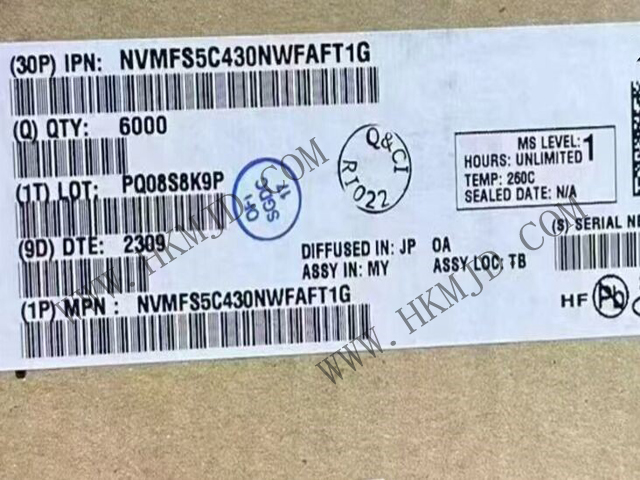 (30P) IPN: NVMFS5C430NWFAFT1G
(Q) QTY: 6000
(1T) LOT: PQ08S8K9P
(9D) DTE: 2309
(1P) MPN : NVMFS5C430NWFAFT1G
Q&CI
RI022
DIFFUSED IN: JP OA
ASSY IN: MY ASSY LOC: TB
MS LEVEL: 1
HOURS: UNLIMITED
TEMP: 260C
SEALED DATE: N/A
(S) SERIAL
HF Pb
WWW.HKMJD.COM
WWW.HKMJD.COM